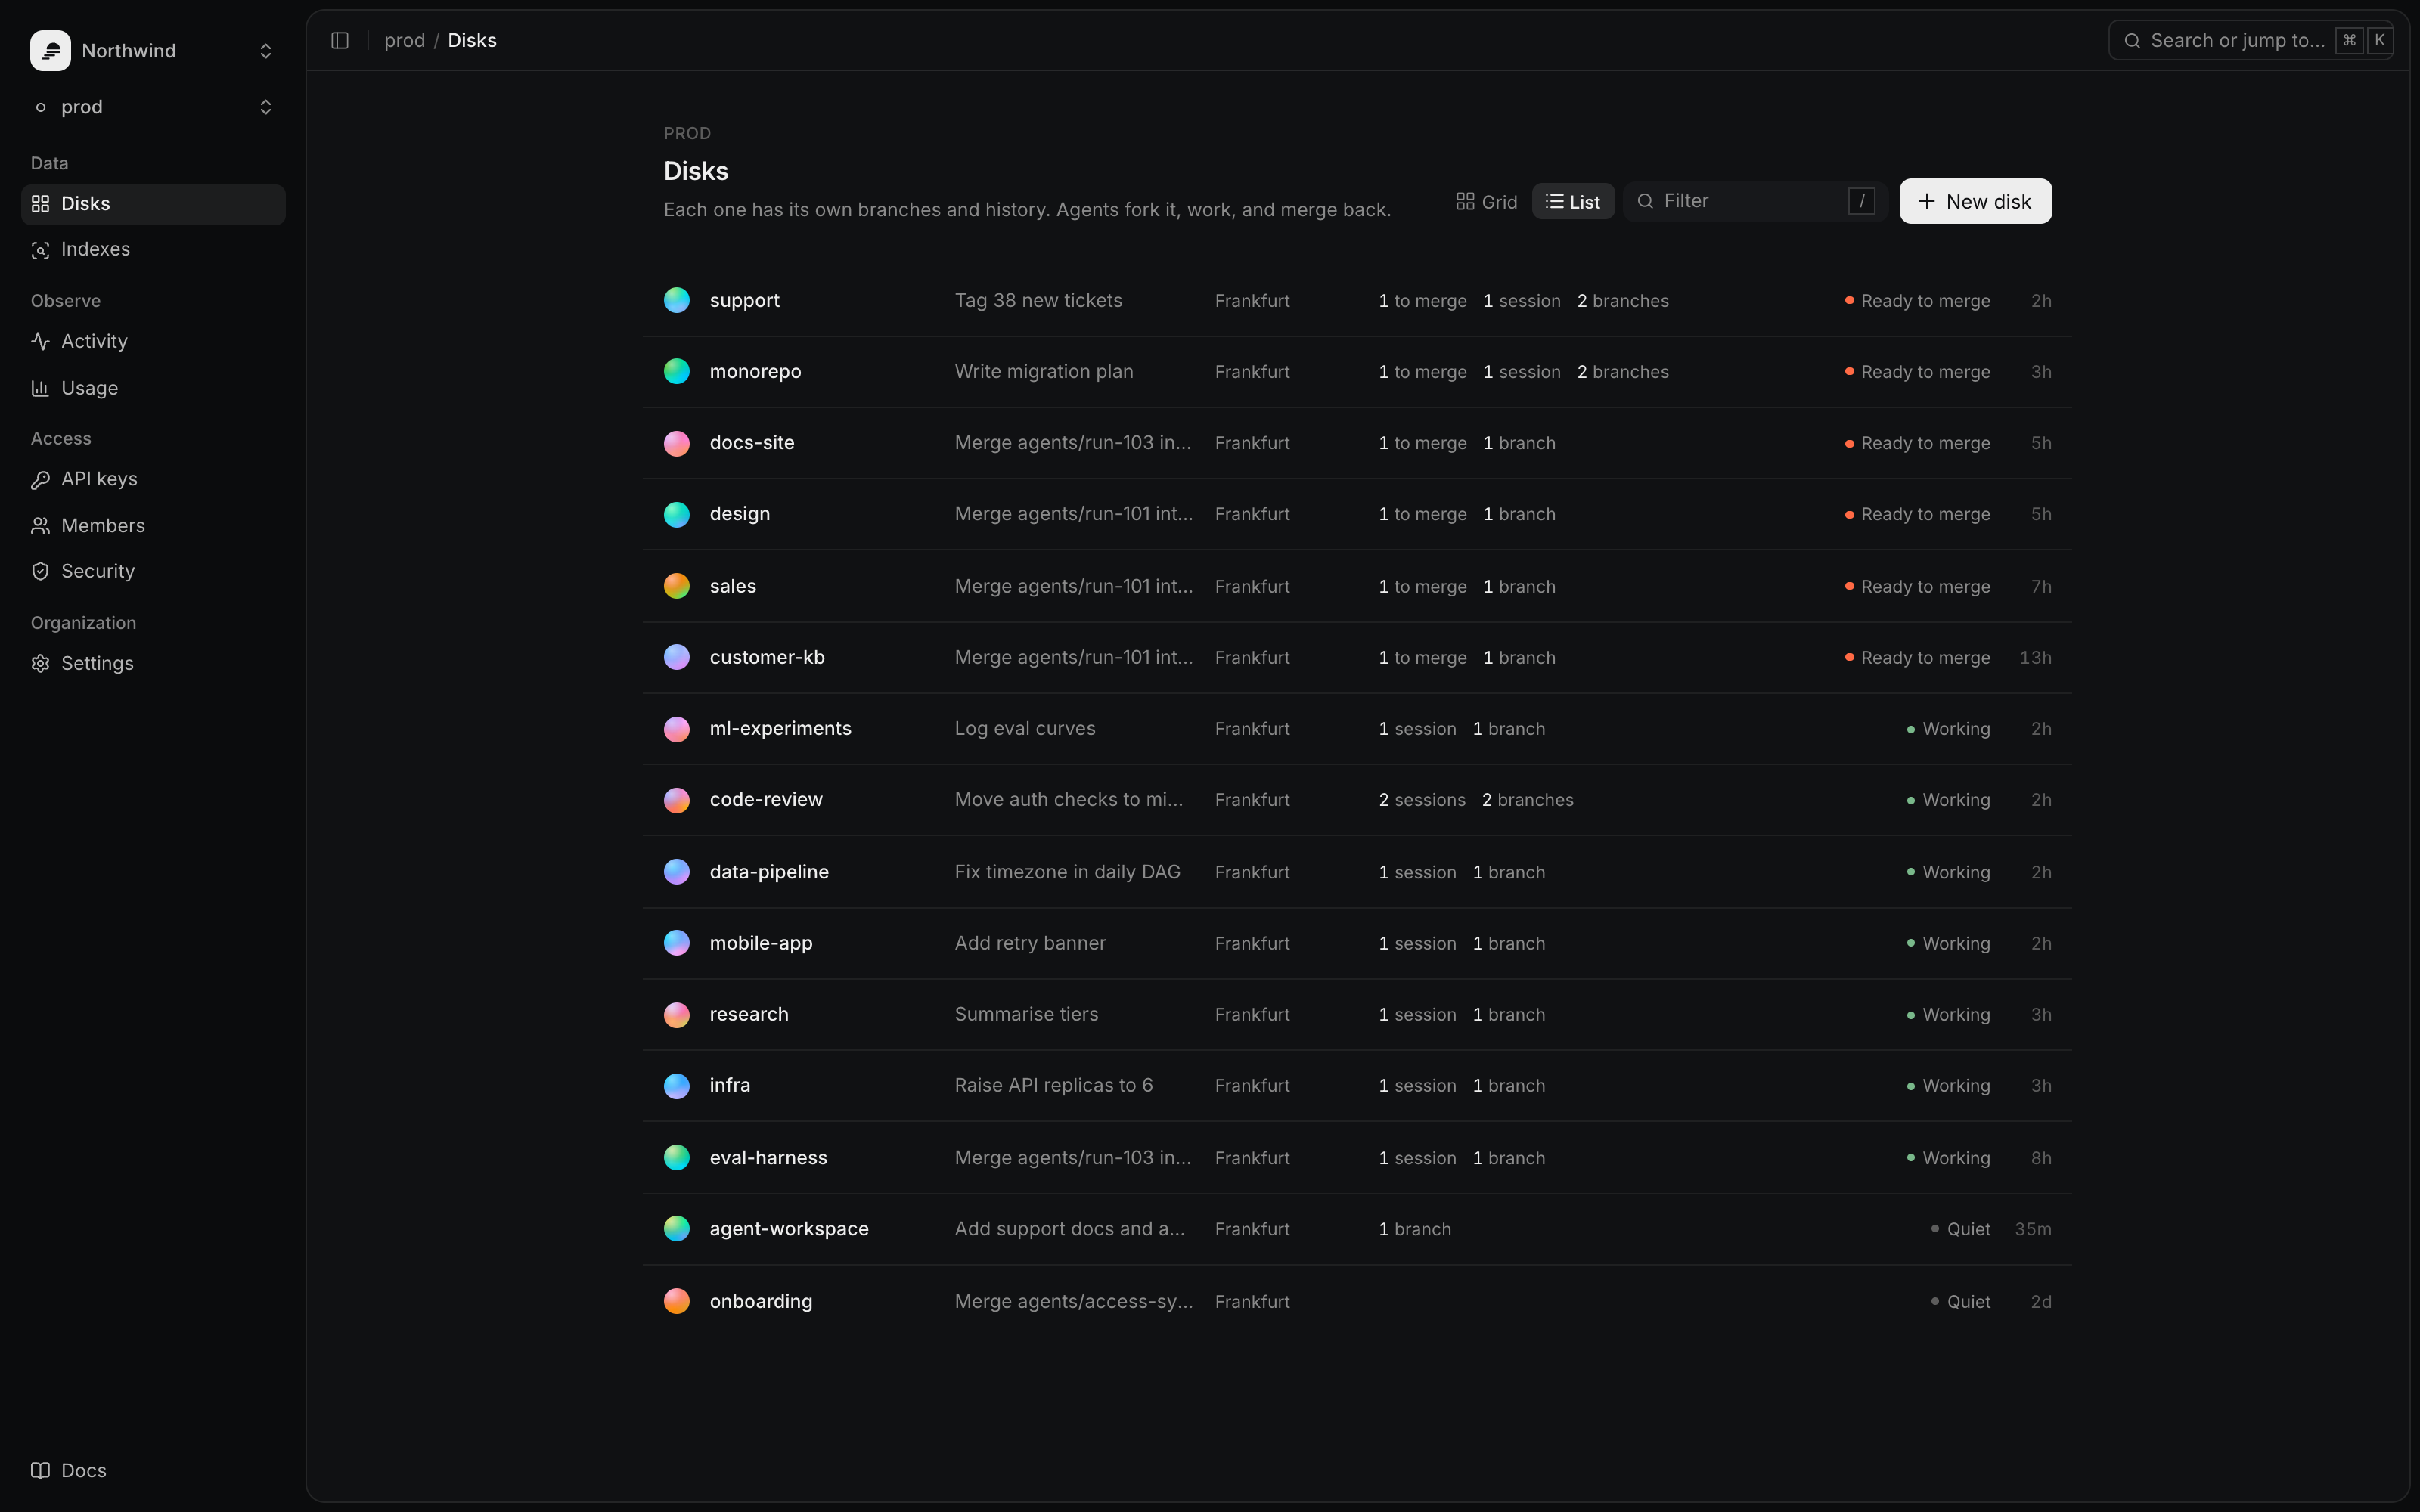 Northwind
prod
Data
Disks
Indexes
Observe
Activity
Usage
Access
API keys
Members
Security
Organization
Settings
Docs
prod / Disks
Search or jump to... ⌘ K
PROD
Disks
Each one has its own branches and history. Agents fork it, work, and merge back.
Grid List Filter / + New disk
support Tag 38 new tickets Frankfurt 1 to merge 1 session 2 branches Ready to merge 2h
monorepo Write migration plan Frankfurt 1 to merge 1 session 2 branches Ready to merge 3h
docs-site Merge agents/run-103 in... Frankfurt 1 to merge 1 branch Ready to merge 5h
design Merge agents/run-101 int... Frankfurt 1 to merge 1 branch Ready to merge 5h
sales Merge agents/run-101 int... Frankfurt 1 to merge 1 branch Ready to merge 7h
customer-kb Merge agents/run-101 int... Frankfurt 1 to merge 1 branch Ready to merge 13h
ml-experiments Log eval curves Frankfurt 1 session 1 branch Working 2h
code-review Move auth checks to mi... Frankfurt 2 sessions 2 branches Working 2h
data-pipeline Fix timezone in daily DAG Frankfurt 1 session 1 branch Working 2h
mobile-app Add retry banner Frankfurt 1 session 1 branch Working 2h
research Summarise tiers Frankfurt 1 session 1 branch Working 3h
infra Raise API replicas to 6 Frankfurt 1 session 1 branch Working 3h
eval-harness Merge agents/run-103 in... Frankfurt 1 session 1 branch Working 8h
agent-workspace Add support docs and a... Frankfurt 1 branch Quiet 35m
onboarding Merge agents/access-sy... Frankfurt Quiet 2d